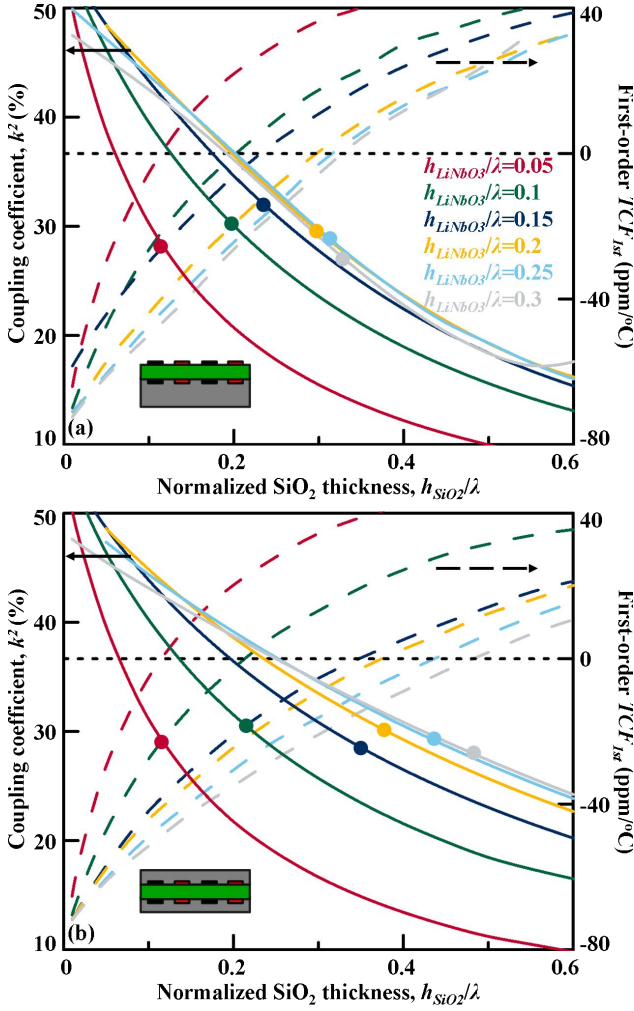 50
40
30
20
10
Coupling coefficient, k² (%)
40
0
-40
-80
First-order TCF1st (ppm/°C)
hLiNbO3/λ=0.05
hLiNbO3/λ=0.1
hLiNbO3/λ=0.15
hLiNbO3/λ=0.2
hLiNbO3/λ=0.25
hLiNbO3/λ=0.3
(a)
0 0.2 0.4 0.6
Normalized SiO2 thickness, hSiO2/λ
50
40
30
20
10
Coupling coefficient, k² (%)
40
0
-40
-80
First-order TCF1st (ppm/°C)
(b)
0 0.2 0.4 0.6
Normalized SiO2 thickness, hSiO2/λ